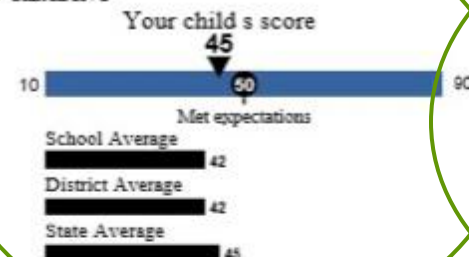 Your child s score
45
10 50 90
Met expectations
School Average
42
District Average
42
State Average
45